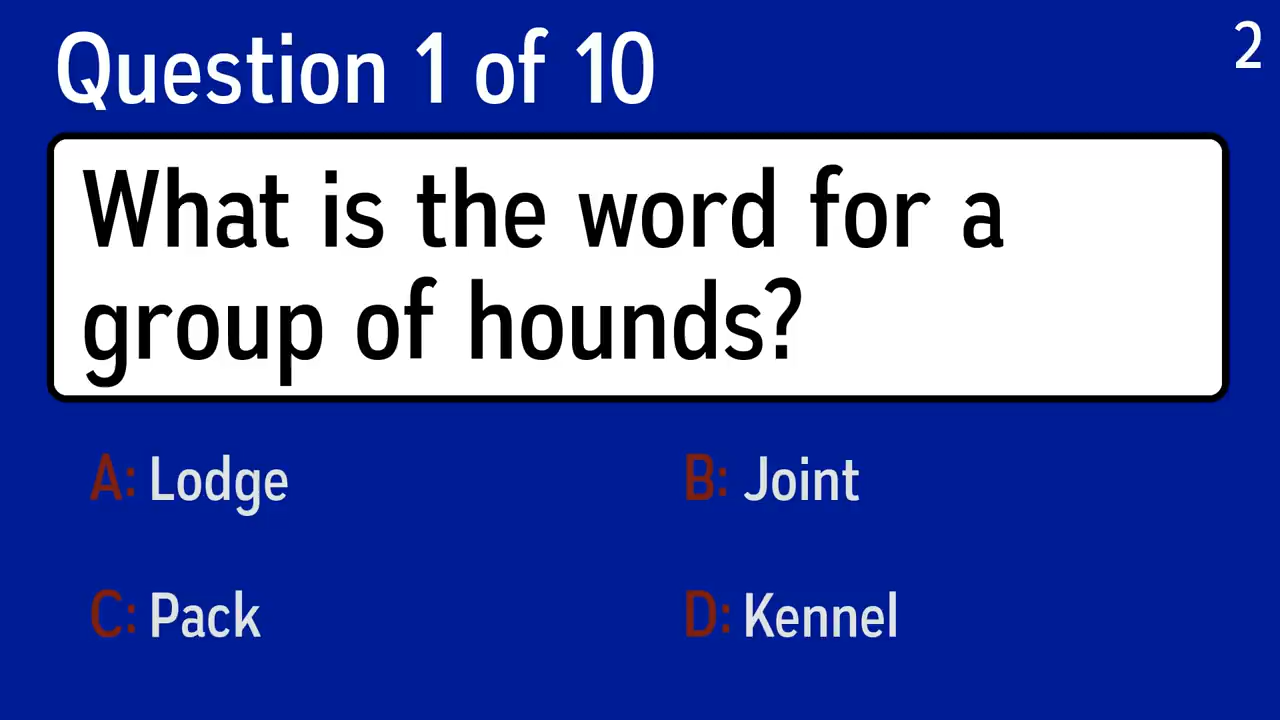 Question 1 of 10
2
What is the word for a
group of hounds?
A: Lodge
B: Joint
C: Pack
D: Kennel